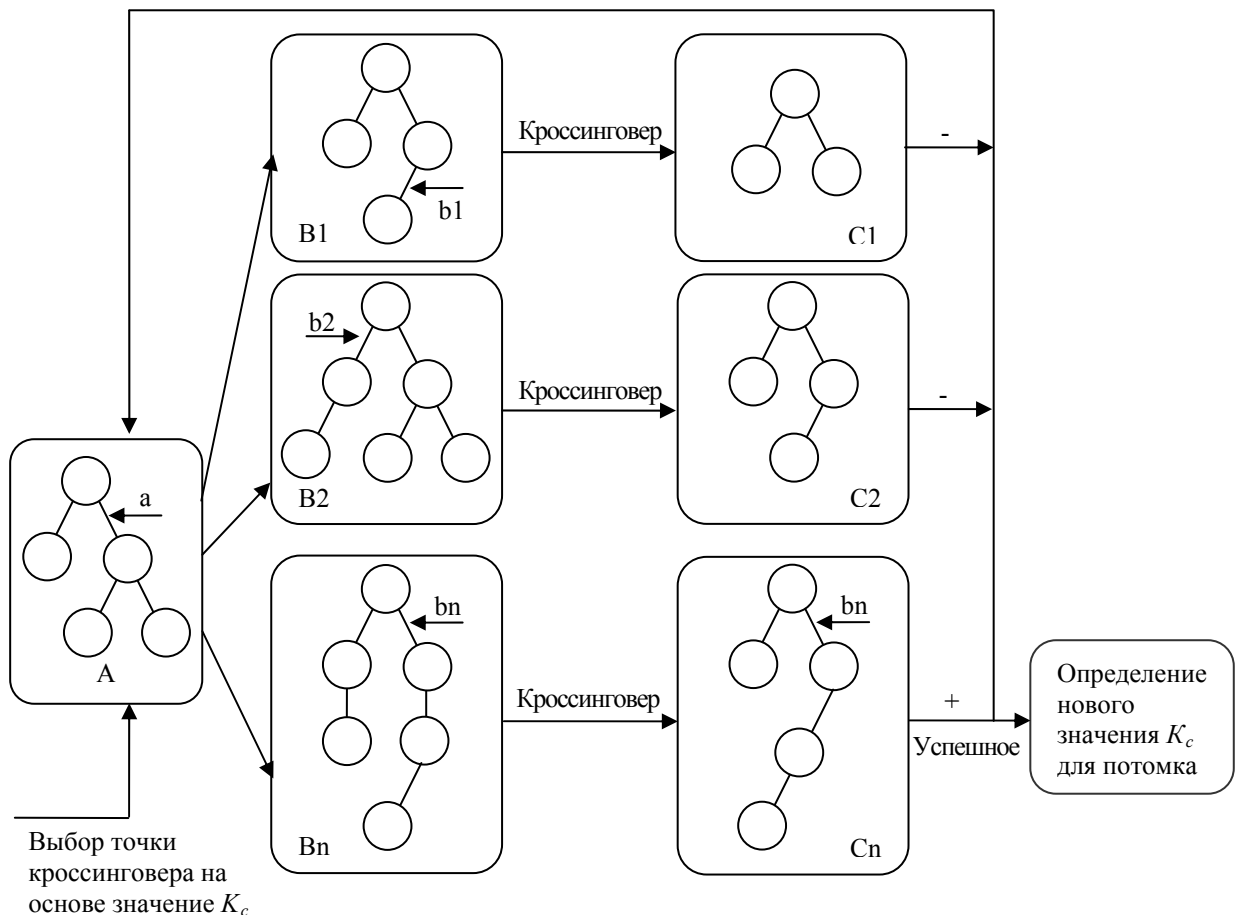 Кроссинговер
-
b1
B1
C1
b2
Кроссинговер
-
B2
C2
a
A
bn
bn
Кроссинговер
+
Успешное
Bn
Cn
Определение
нового
значения K_c
для потомка
Выбор точки
кроссинговера на
основе значение K_c